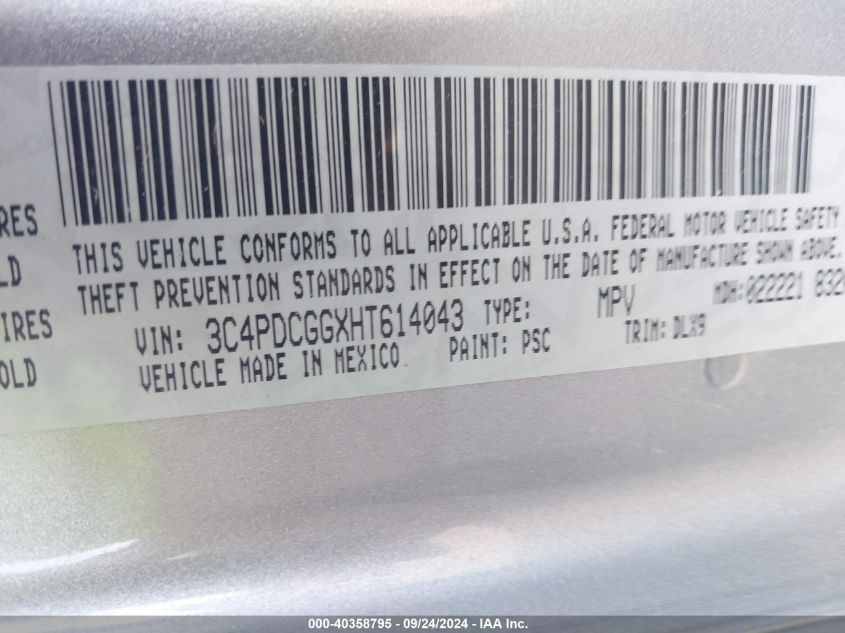 RES
LD
IRES
OLD
THIS VEHICLE CONFORMS TO ALL APPLICABLE U.S.A. FEDERAL MOTOR VEHICLE SAFETY
THEFT PREVENTION STANDARDS IN EFFECT ON THE DATE OF MANUFACTURE SHOWN ABOVE.
VIN: 3C4PDCGGXHT614043 TYPE: MPV MDH: 022221 832
VEHICLE MADE IN MEXICO PAINT: PSC TRIM: DLX9
000-40358795 - 09/24/2024 - IAA Inc.